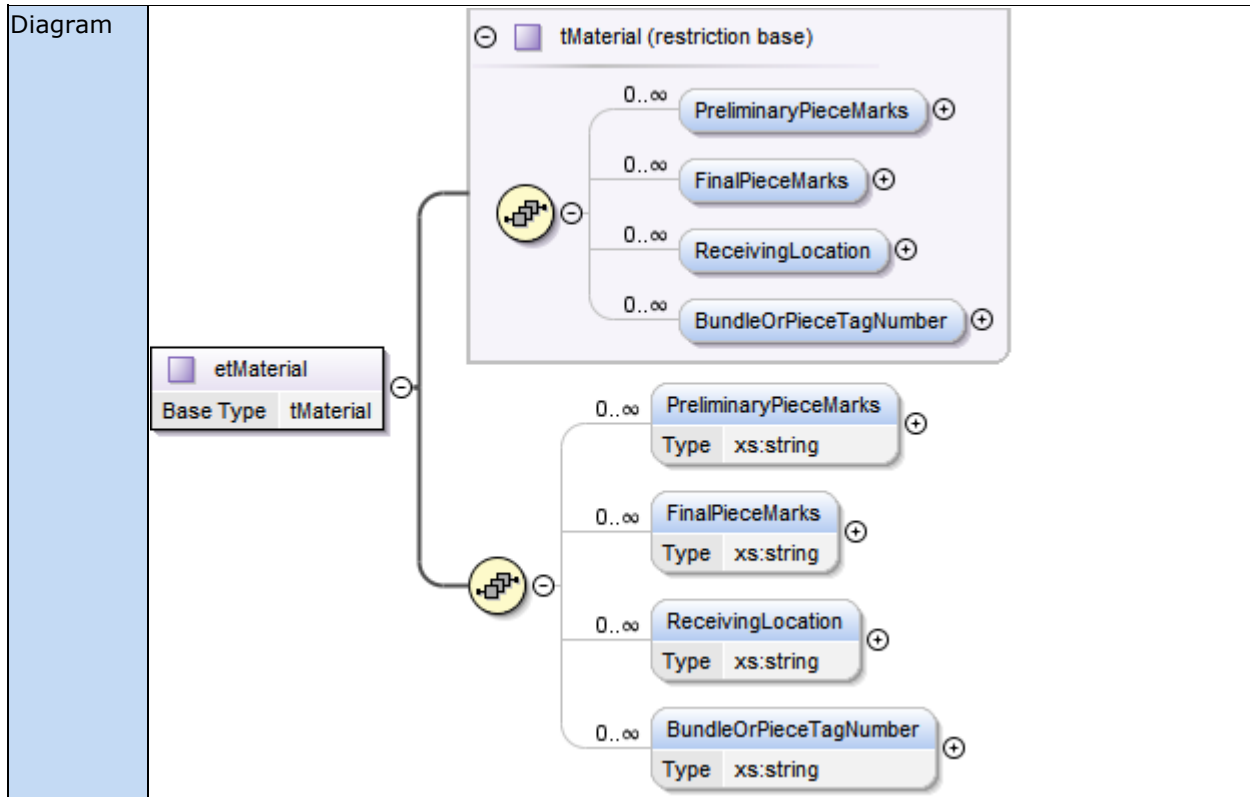 Diagram
tMaterial (restriction base)
0..∞
PreliminaryPieceMarks
0..∞
FinalPieceMarks
0..∞
ReceivingLocation
0..∞
BundleOrPieceTagNumber
etMaterial
Base Type tMaterial
0..∞
PreliminaryPieceMarks
Type xs:string
0..∞
FinalPieceMarks
Type xs:string
0..∞
ReceivingLocation
Type xs:string
0..∞
BundleOrPieceTagNumber
Type xs:string